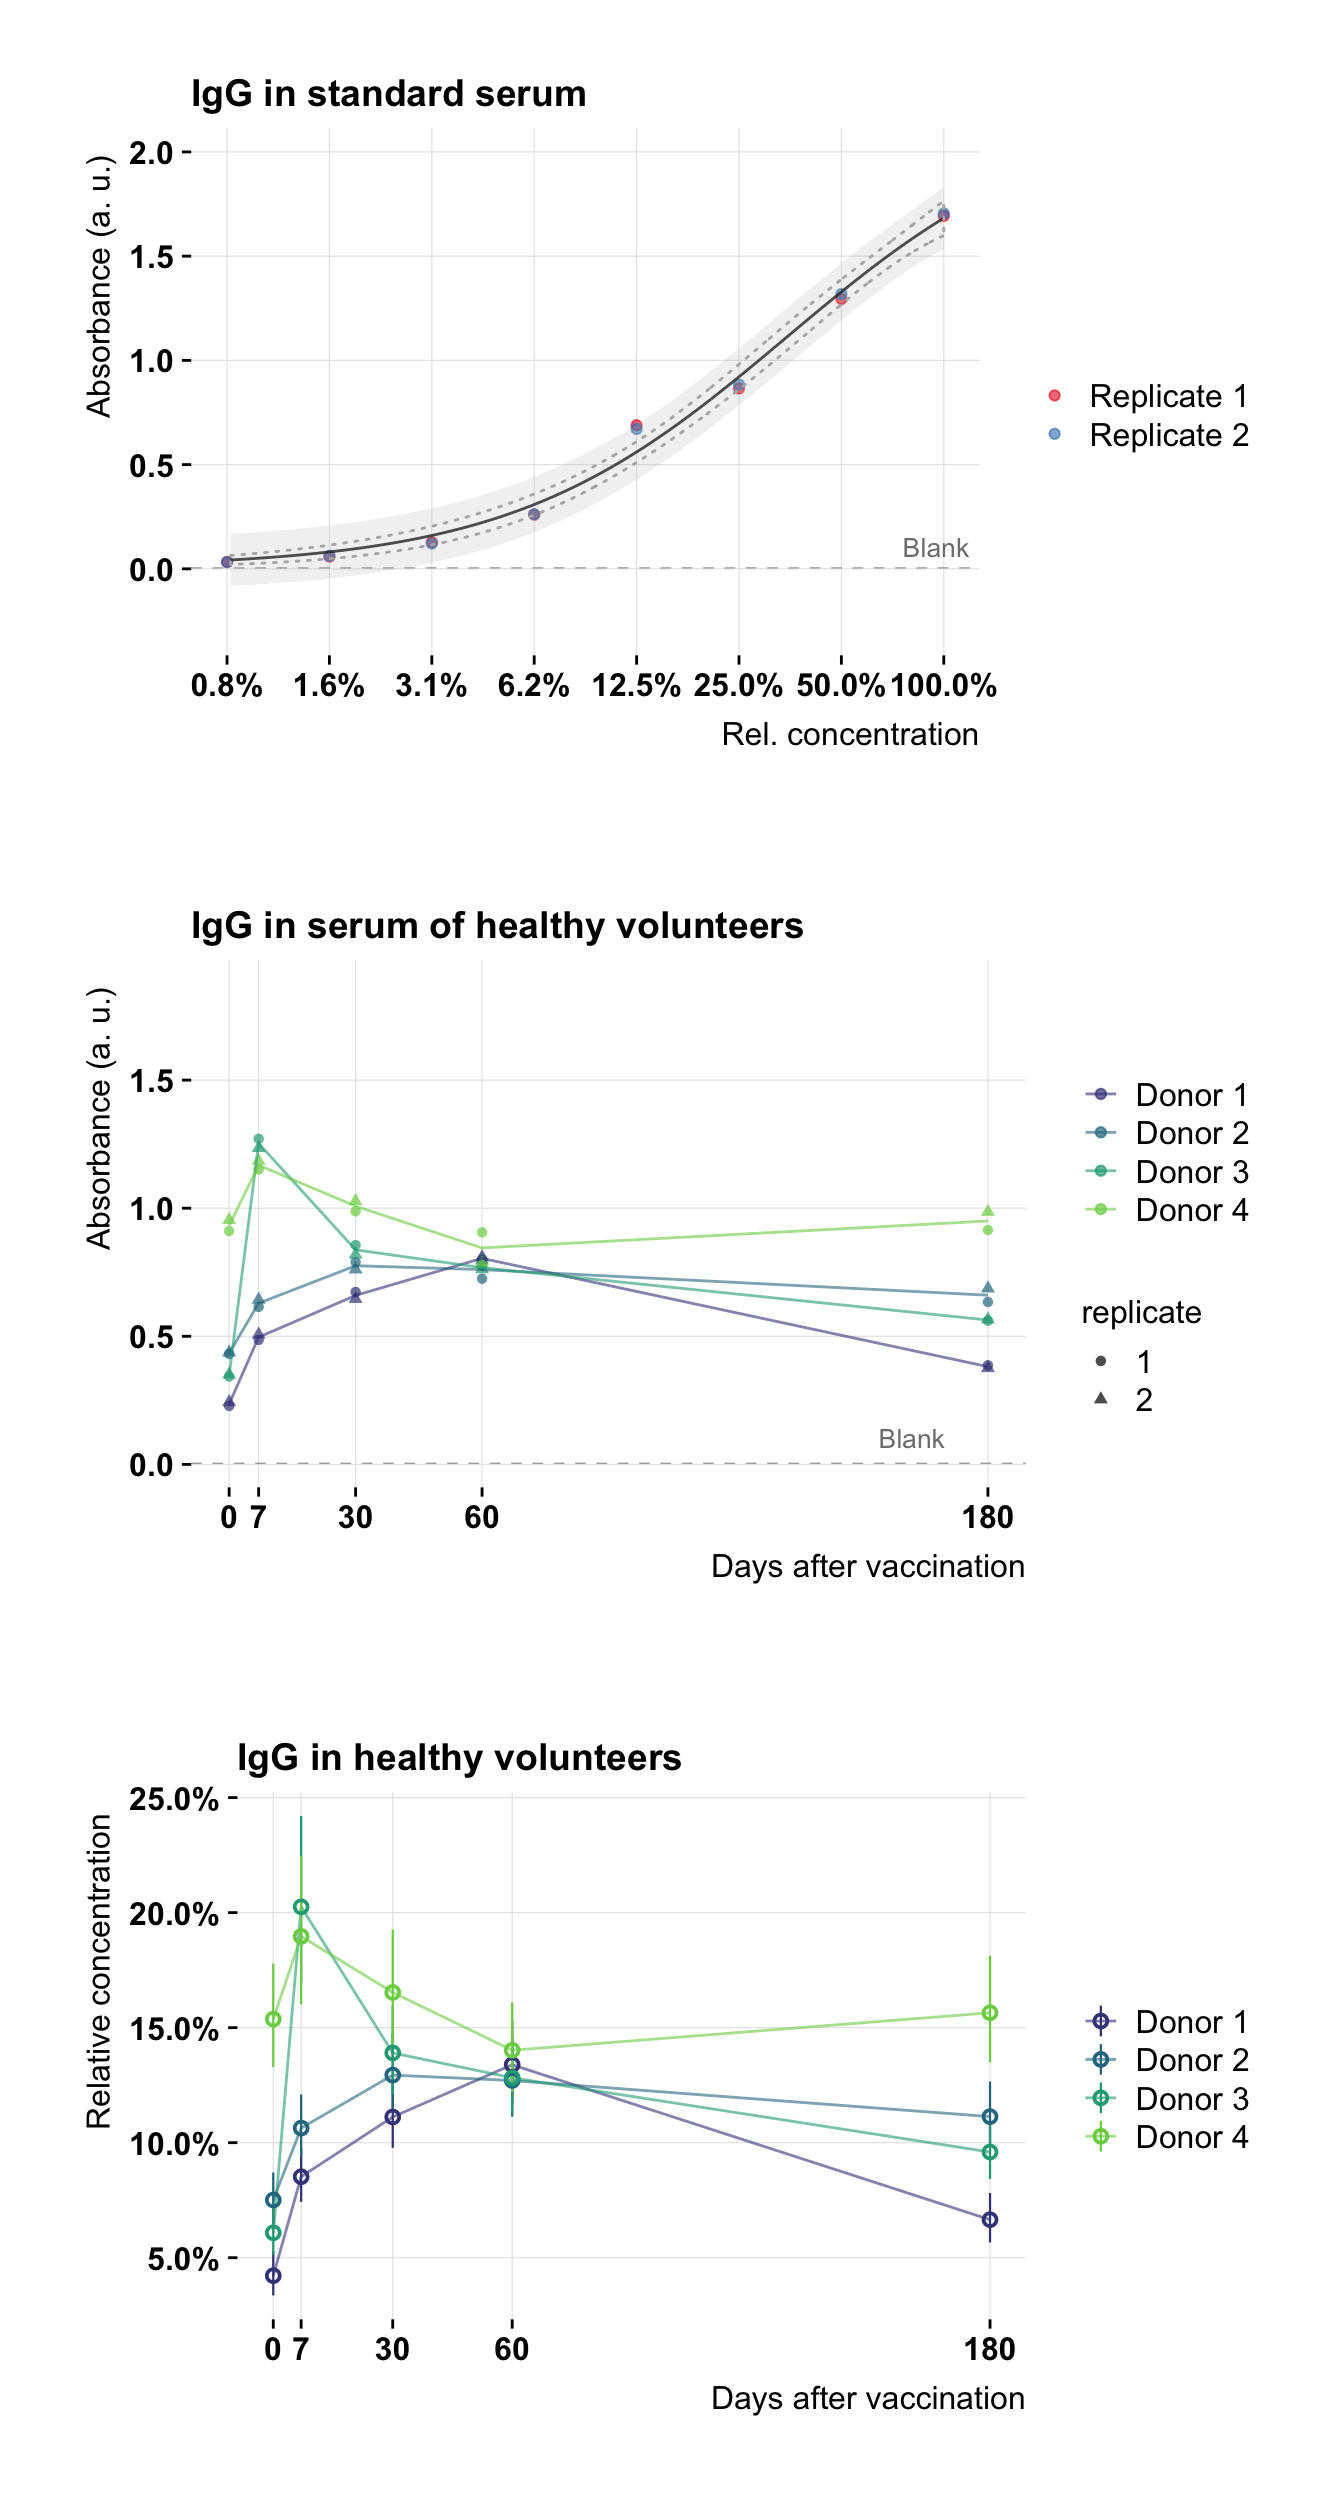 IgG in standard serum
Absorbance (a. u.)
2.0
1.5
1.0
0.5
0.0
Blank
0.8% 1.6% 3.1% 6.2% 12.5% 25.0% 50.0% 100.0%
Rel. concentration
Replicate 1
Replicate 2
IgG in serum of healthy volunteers
Absorbance (a. u.)
1.5
1.0
0.5
0.0
Blank
0 7 30 60 180
Days after vaccination
Donor 1
Donor 2
Donor 3
Donor 4
replicate
1
2
IgG in healthy volunteers
Relative concentration
25.0%
20.0%
15.0%
10.0%
5.0%
0 7 30 60 180
Days after vaccination
Donor 1
Donor 2
Donor 3
Donor 4